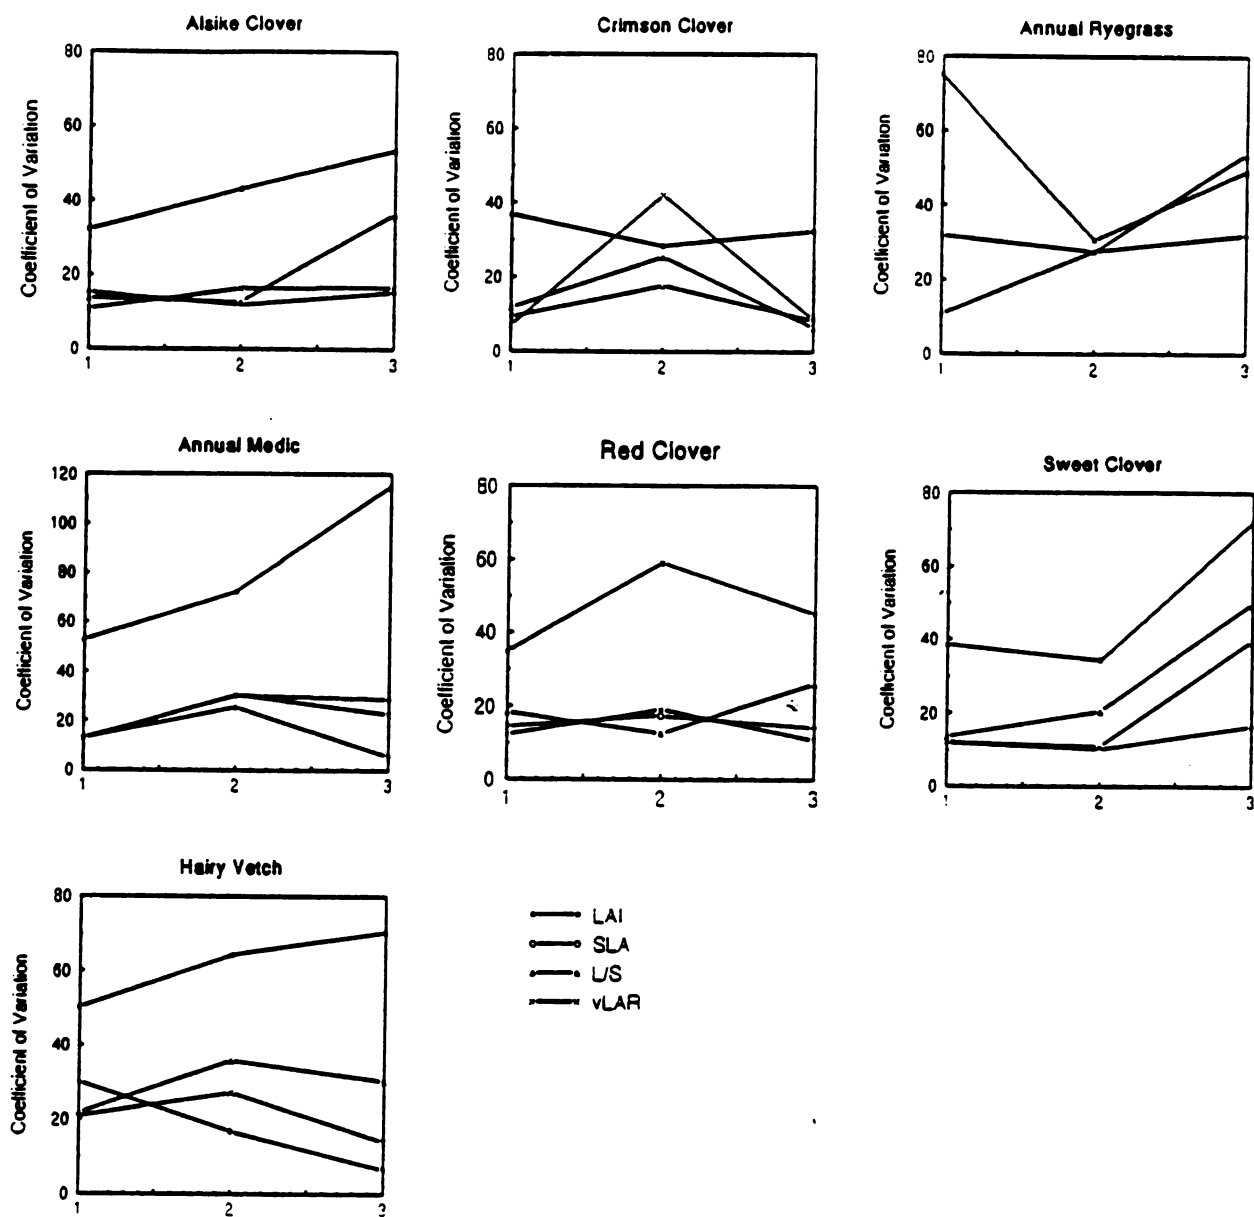 Alsike Clover
Coefficient of Variation
80
60
40
20
0
1 2 3
Crimson Clover
Coefficient of Variation
80
60
40
20
0
1 2 3
Annual Ryegrass
Coefficient of Variation
80
60
40
20
0
1 2 3
Annual Medic
Coefficient of Variation
120
100
80
60
40
20
0
1 2 3
Red Clover
Coefficient of Variation
80
60
40
20
0
1 2 3
Sweet Clover
Coefficient of Variation
80
60
40
20
0
1 2 3
Hairy Vetch
Coefficient of Variation
80
60
40
20
0
1 2 3
LAI
SLA
L/S
vLAR